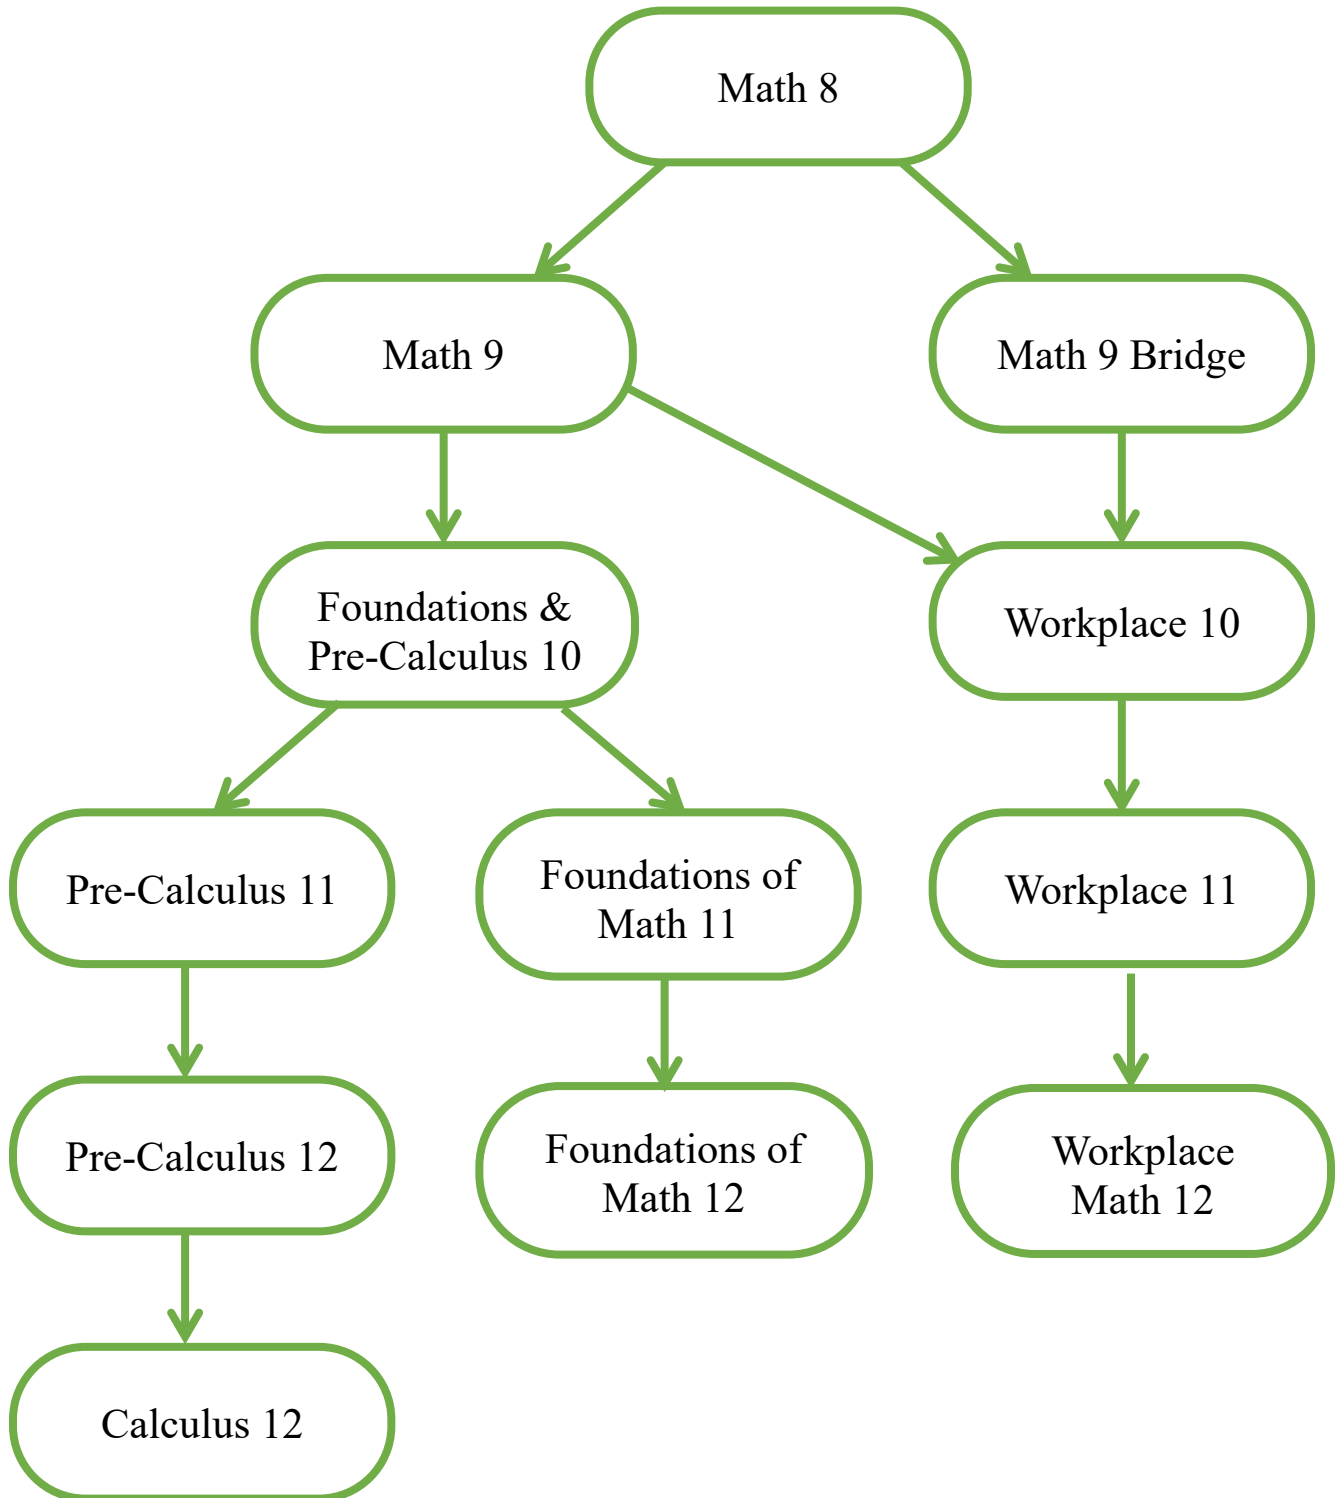 Math 8
Math 9
Math 9 Bridge
Foundations &
Pre-Calculus 10
Workplace 10
Pre-Calculus 11
Foundations of
Math 11
Workplace 11
Pre-Calculus 12
Foundations of
Math 12
Workplace
Math 12
Calculus 12